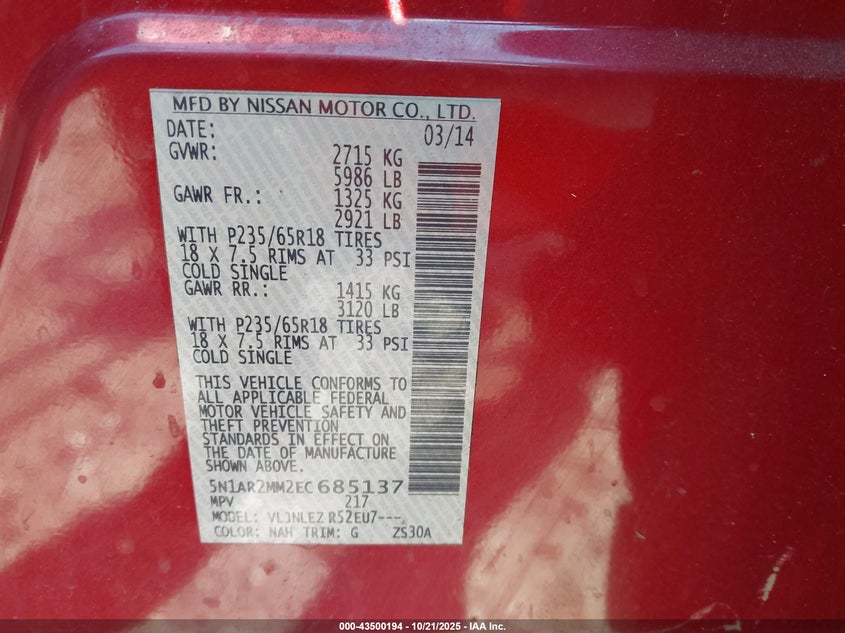 MFD BY NISSAN MOTOR CO., LTD.
DATE: 03/14
GVWR: 2715 KG
5986 LB
GAWR FR.: 1325 KG
2921 LB
WITH P235/65R18 TIRES
18 X 7.5 RIMS AT 33 PSI
COLD SINGLE
GAWR RR.: 1415 KG
3120 LB
WITH P235/65R18 TIRES
18 X 7.5 RIMS AT 33 PSI
COLD SINGLE
THIS VEHICLE CONFORMS TO
ALL APPLICABLE FEDERAL
MOTOR VEHICLE SAFETY AND
THEFT PREVENTION
STANDARDS IN EFFECT ON
THE DATE OF MANUFACTURE
SHOWN ABOVE.
5N1AR2MM2EC685137
MPV 217
MODEL: R52EU7---
COLOR: NAH TRIM: G ZS30A
000-43500194 - 10/21/2025 - IAA Inc.